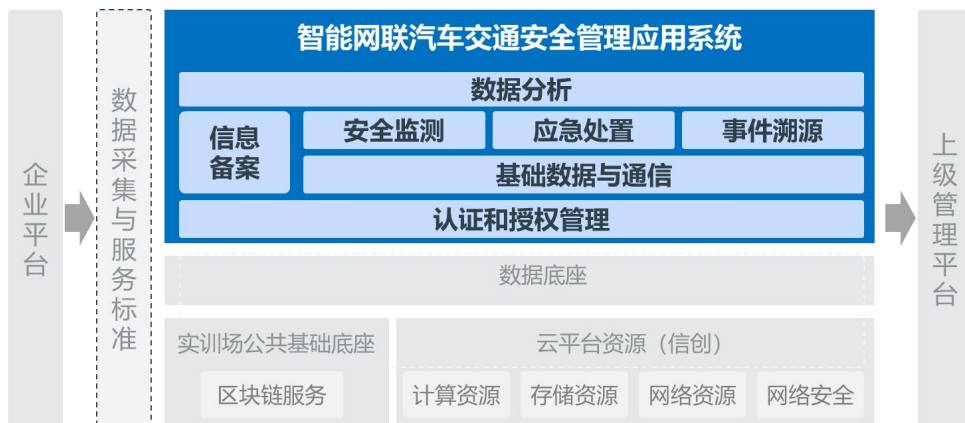 企业平台
数据采集与服务标准
智能网联汽车交通安全管理应用系统
数据分析
信息
备案
安全监测
应急处置
事件溯源
基础数据与通信
认证和授权管理
数据底座
实训场公共基础底座
区块链服务
云平台资源（信创）
计算资源
存储资源
网络资源
网络安全
上级管理平台